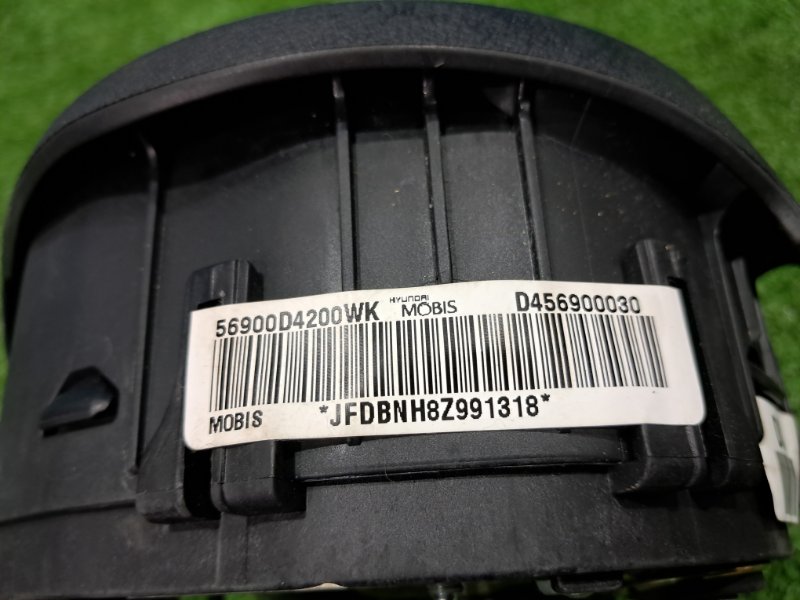 56900D4200WK HYUNDAI MOBIS D456900030
MOBIS *JFDBNH8Z991318*